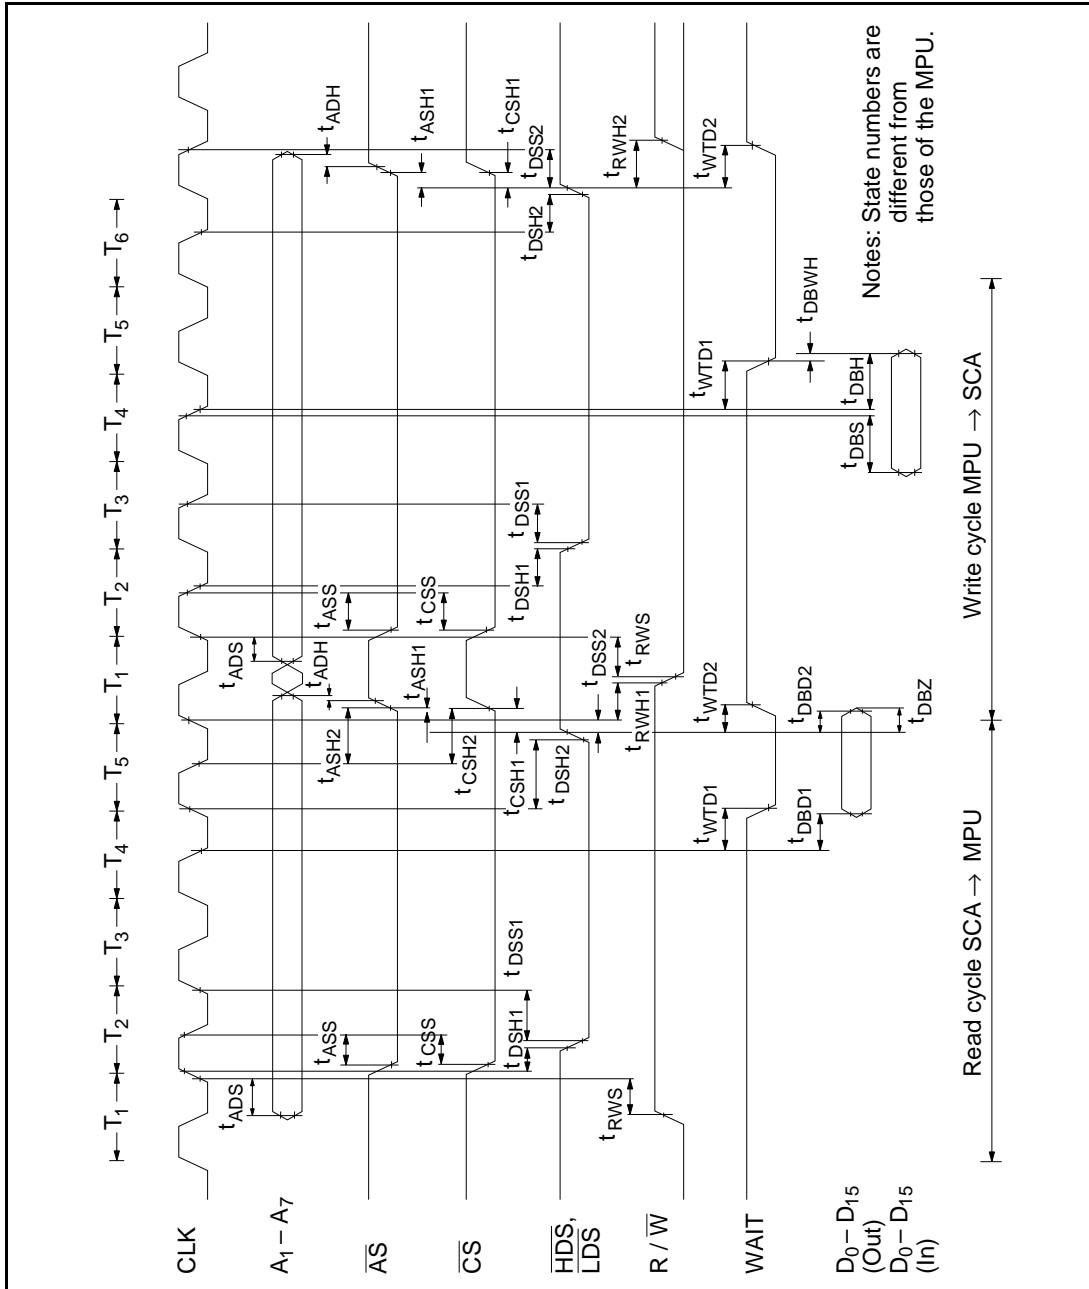 T1 T2 T3 T4 T5 T1 T2 T3 T4 T5 T6
CLK
tADS tADS tADH
A1 – A7
tADH
tASS tASH2 tASS
AS
tASH1 tASH1
tCSS tCSH2 tCSS
CS
tCSH1 tCSH1
tDSH1 tDSS1 tDSH2 tDSS2 tDSH1 tDSS1 tDSH2 tDSS2
HDS,
LDS
tRWS tRWH1 tRWS tRWH2
R / W
tWTD1 tWTD2 tWTD1 tWTD2
WAIT
tDBD1 tDBD2 tDBWH
D0 – D15
(Out)
tDBZ tDBS tDBH
D0 – D15
(In)
Notes: State numbers are
different from
those of the MPU.
Read cycle SCA → MPU
Write cycle MPU → SCA